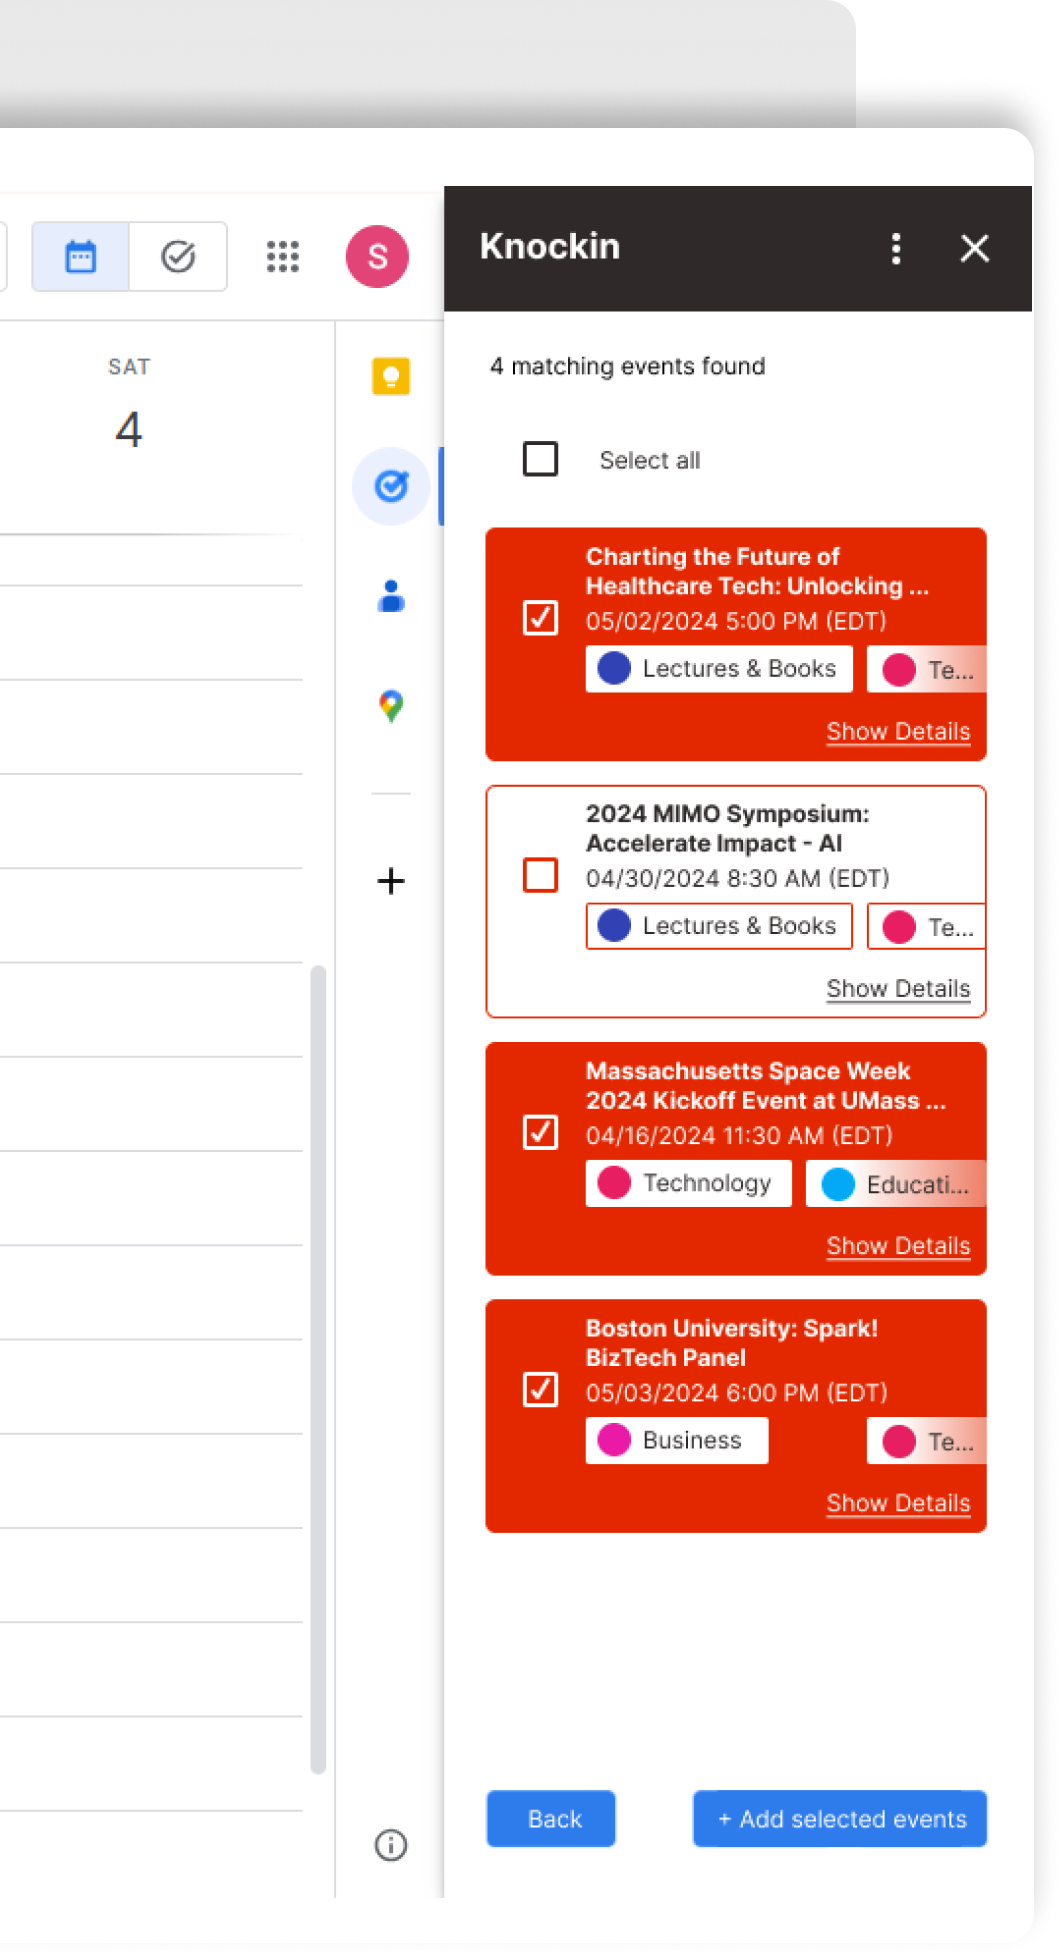 S
Knockin
SAT
4
4 matching events found
Select all
Charting the Future of
Healthcare Tech: Unlocking ...
05/02/2024 5:00 PM (EDT)
Lectures & Books
Te...
Show Details
2024 MIMO Symposium:
Accelerate Impact - AI
04/30/2024 8:30 AM (EDT)
Lectures & Books
Te...
Show Details
Massachusetts Space Week
2024 Kickoff Event at UMass ...
04/16/2024 11:30 AM (EDT)
Technology
Educati...
Show Details
Boston University: Spark!
BizTech Panel
05/03/2024 6:00 PM (EDT)
Business
Te...
Show Details
Back
+ Add selected events